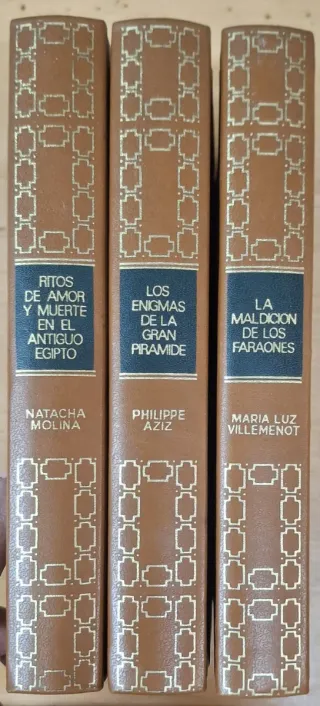 RITOS
DE AMOR
Y MUERTE
EN EL
ANTIGUO
EGIPTO
NATACHA
MOLINA
LOS
ENIGMAS
DE LA
GRAN
PIRAMIDE
PHILIPPE
AZIZ
LA
MALDICION
DE LOS
FARAONES
MARIA LUZ
VILLEMENOT